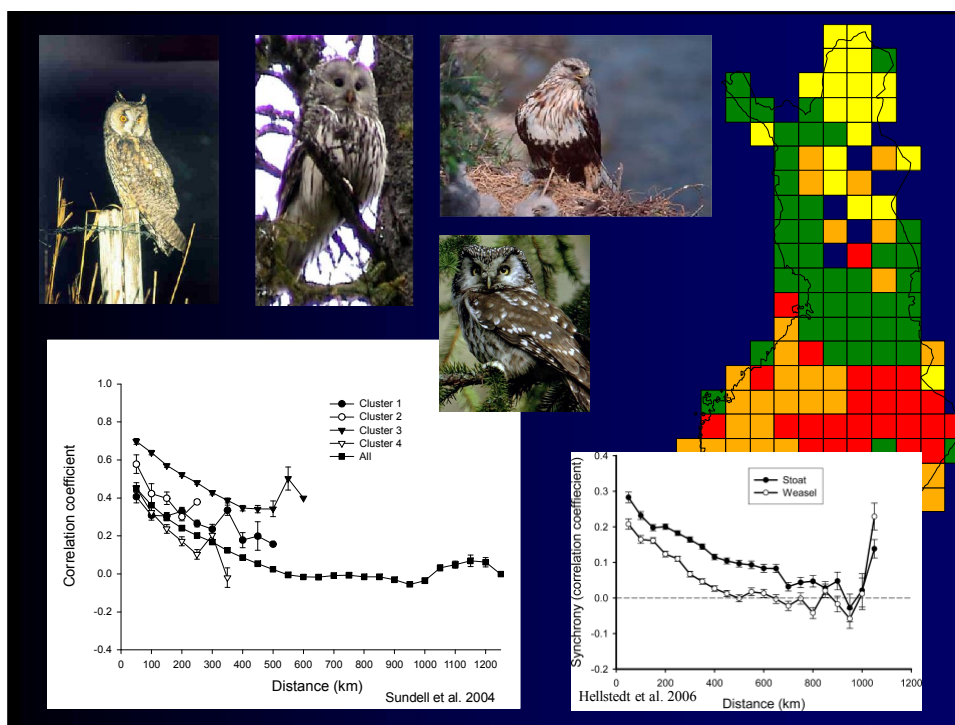 1.0
0.8
0.6
0.4
0.2
0.0
-0.2
-0.4
Correlation coefficient
Cluster 1
Cluster 2
Cluster 3
Cluster 4
All
0 100 200 300 400 500 600 700 800 900 1000 1100 1200
Distance (km)
Sundell et al. 2004
0.3
0.2
0.1
0.0
-0.1
-0.2
Synchrony (correlation coeffiecient)
Stoat
Weasel
0 200 400 600 800 1000 1200
Hellstedt et al. 2006
Distance (km)